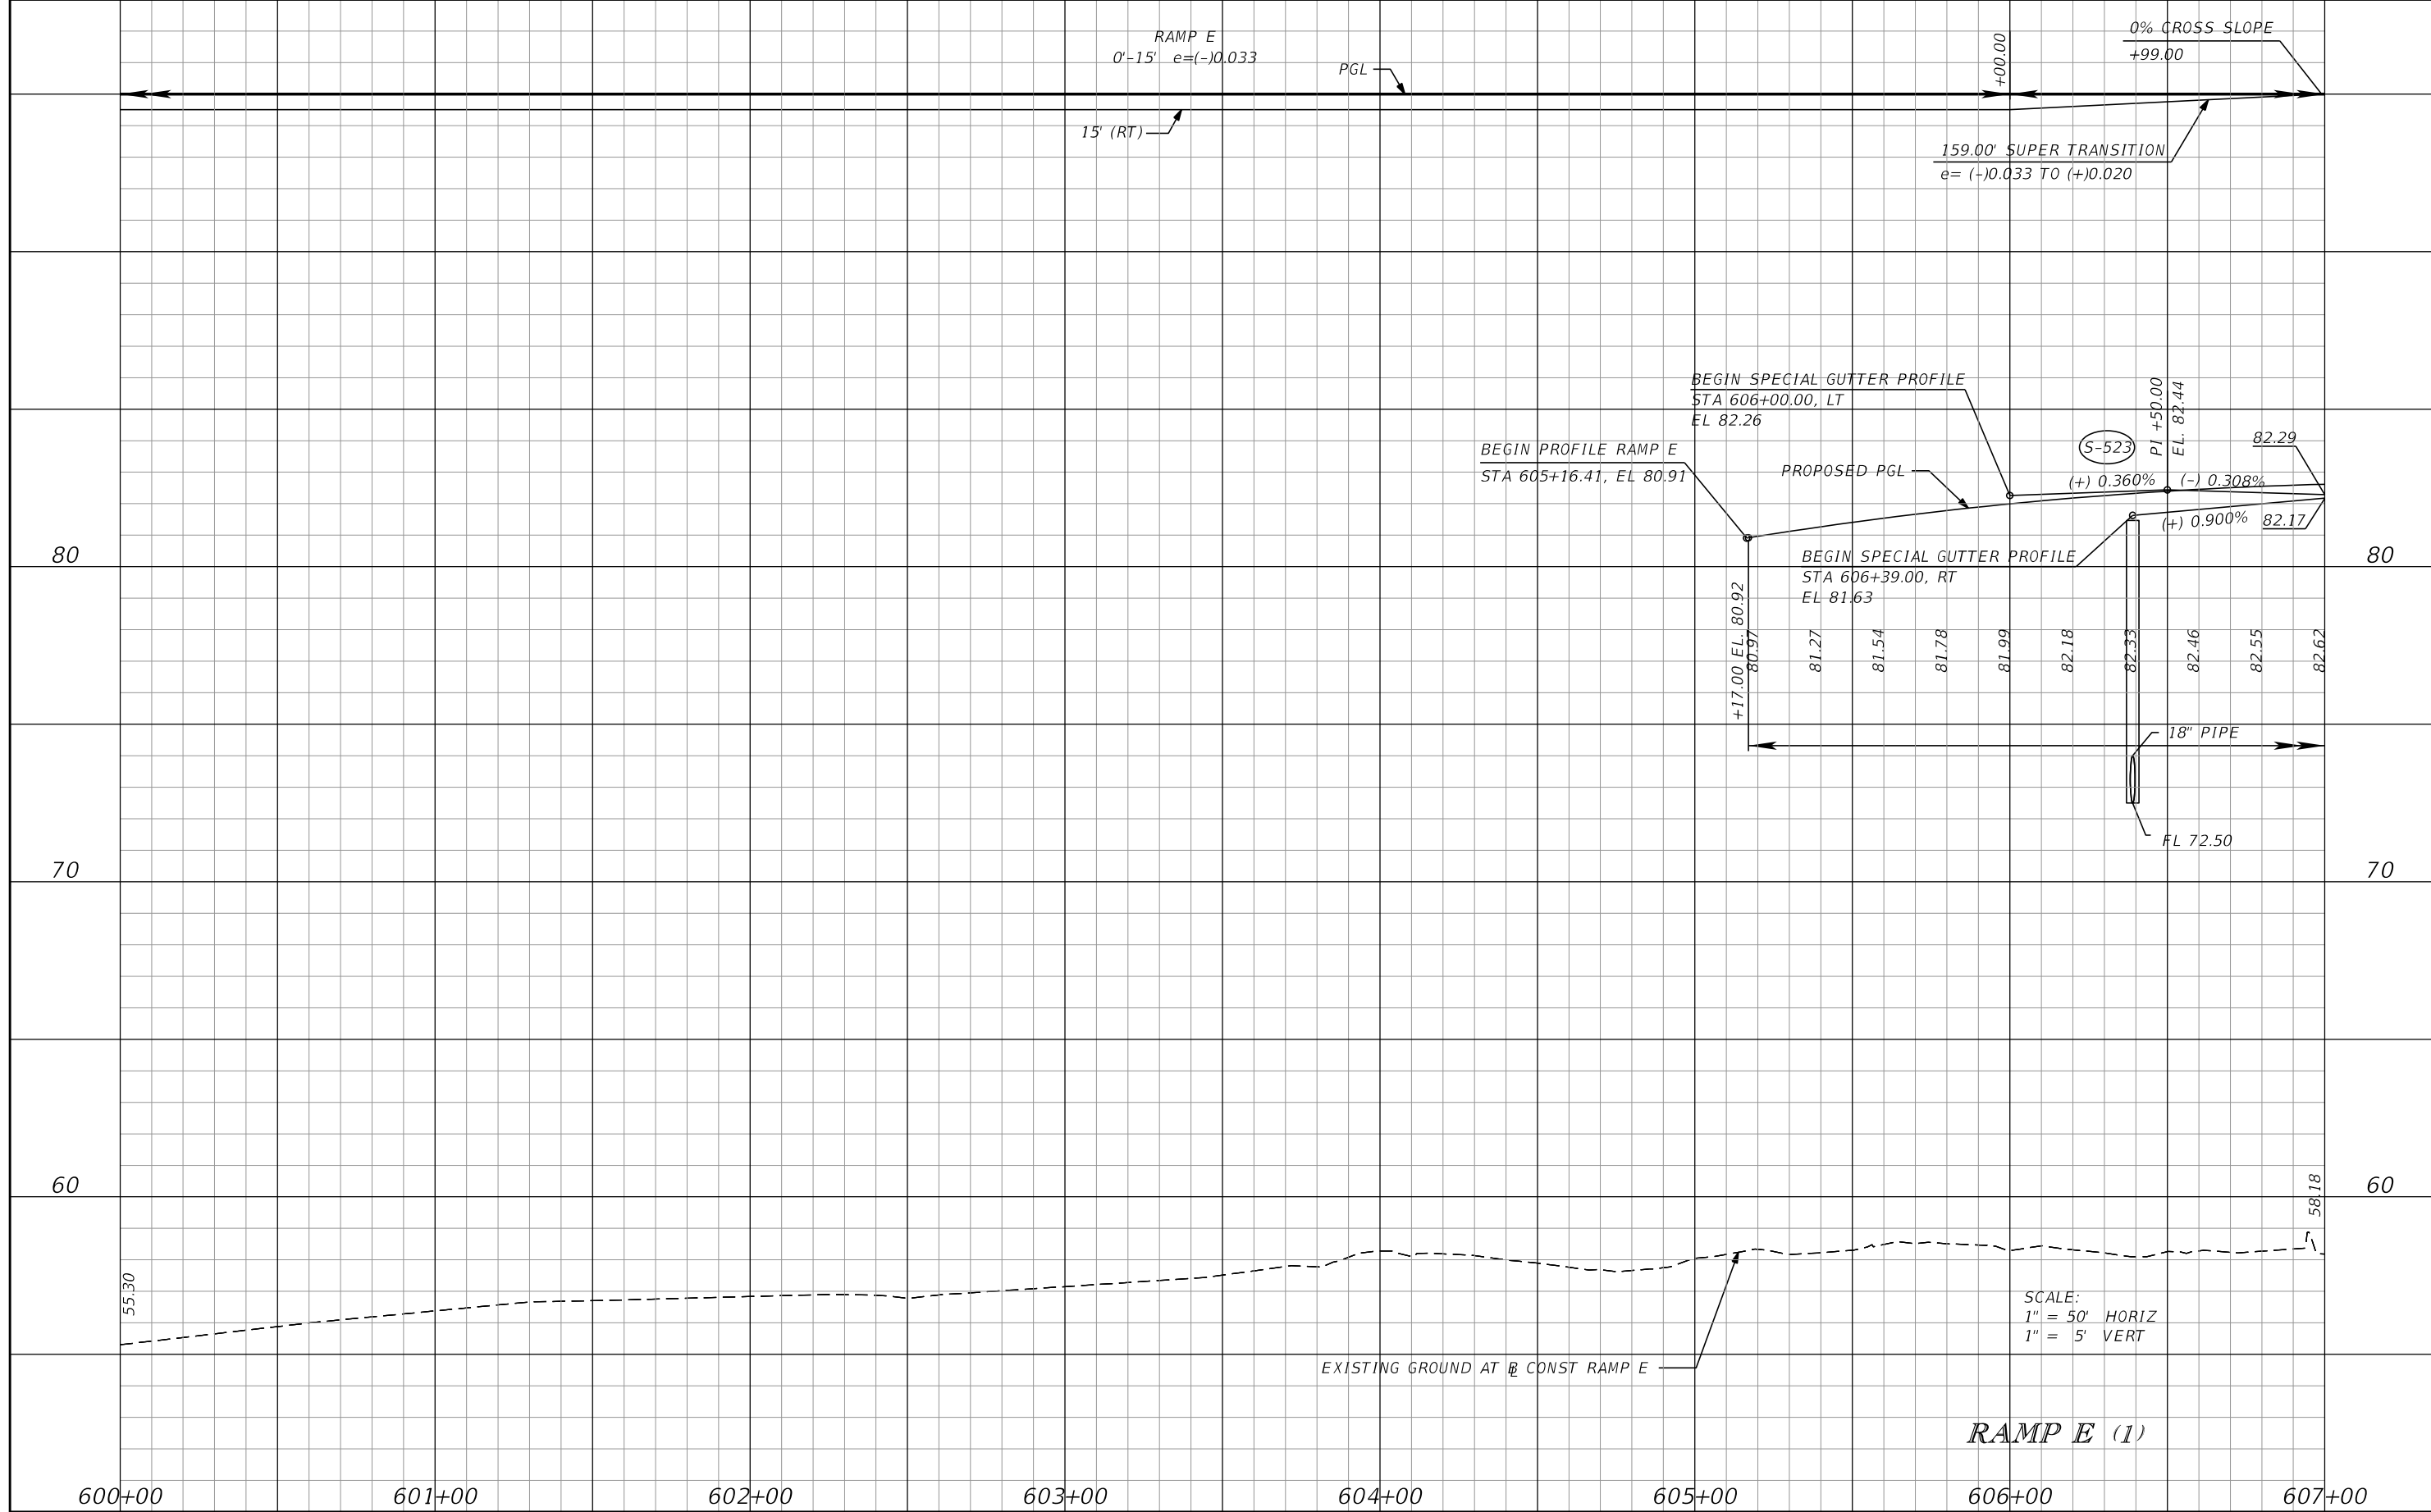 RAMP E
0'-15' e=(-)0.033
PGL
15' (RT)
+00.00
0% CROSS SLOPE
+99.00
159.00' SUPER TRANSITION
e= (-)0.033 TO (+)0.020
BEGIN SPECIAL GUTTER PROFILE
STA 606+00.00, LT
EL 82.26
BEGIN PROFILE RAMP E
STA 605+16.41, EL 80.91
PROPOSED PGL
S-523
PI +50.00
EL. 82.44
82.29
(+) 0.360%
(-) 0.308%
(+) 0.900%
82.17
BEGIN SPECIAL GUTTER PROFILE
STA 606+39.00, RT
EL 81.63
80
80
+17.00 EL. 80.92
80.97
81.27
81.54
81.78
81.99
82.18
82.33
82.46
82.55
82.62
18" PIPE
FL 72.50
70
70
60
60
58.18
55.30
SCALE:
1" = 50' HORIZ
1" = 5' VERT
EXISTING GROUND AT BL CONST RAMP E
RAMP E (1)
600+00
601+00
602+00
603+00
604+00
605+00
606+00
607+00